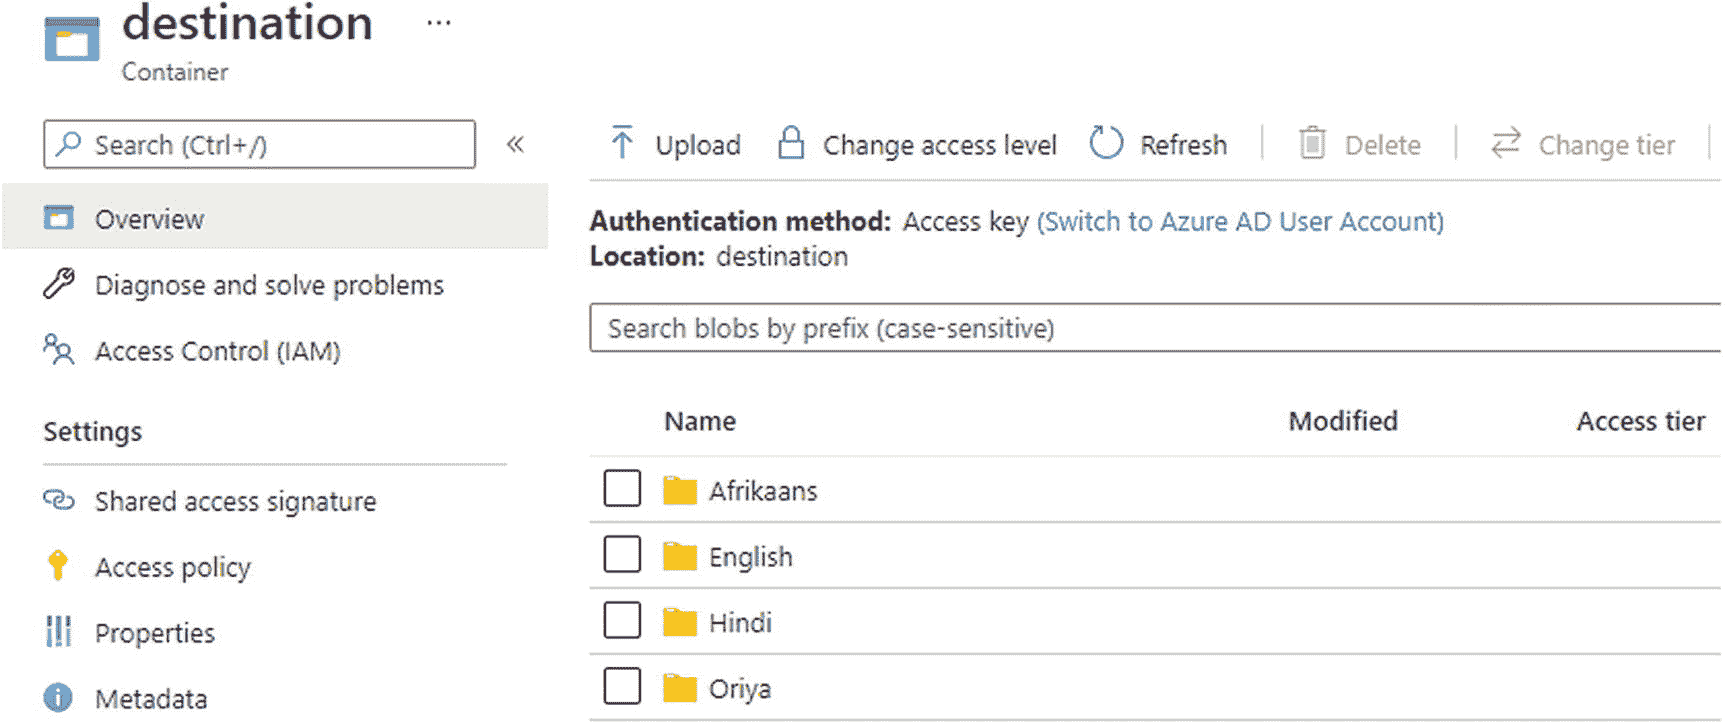 destination ...
Container
Search (Ctrl+/)
«
Overview
Diagnose and solve problems
Access Control (IAM)
Settings
Shared access signature
Access policy
Properties
Metadata
Upload Change access level Refresh Delete Change tier
Authentication method: Access key (Switch to Azure AD User Account)
Location: destination
Search blobs by prefix (case-sensitive)
Name Modified Access tier
Afrikaans
English
Hindi
Oriya